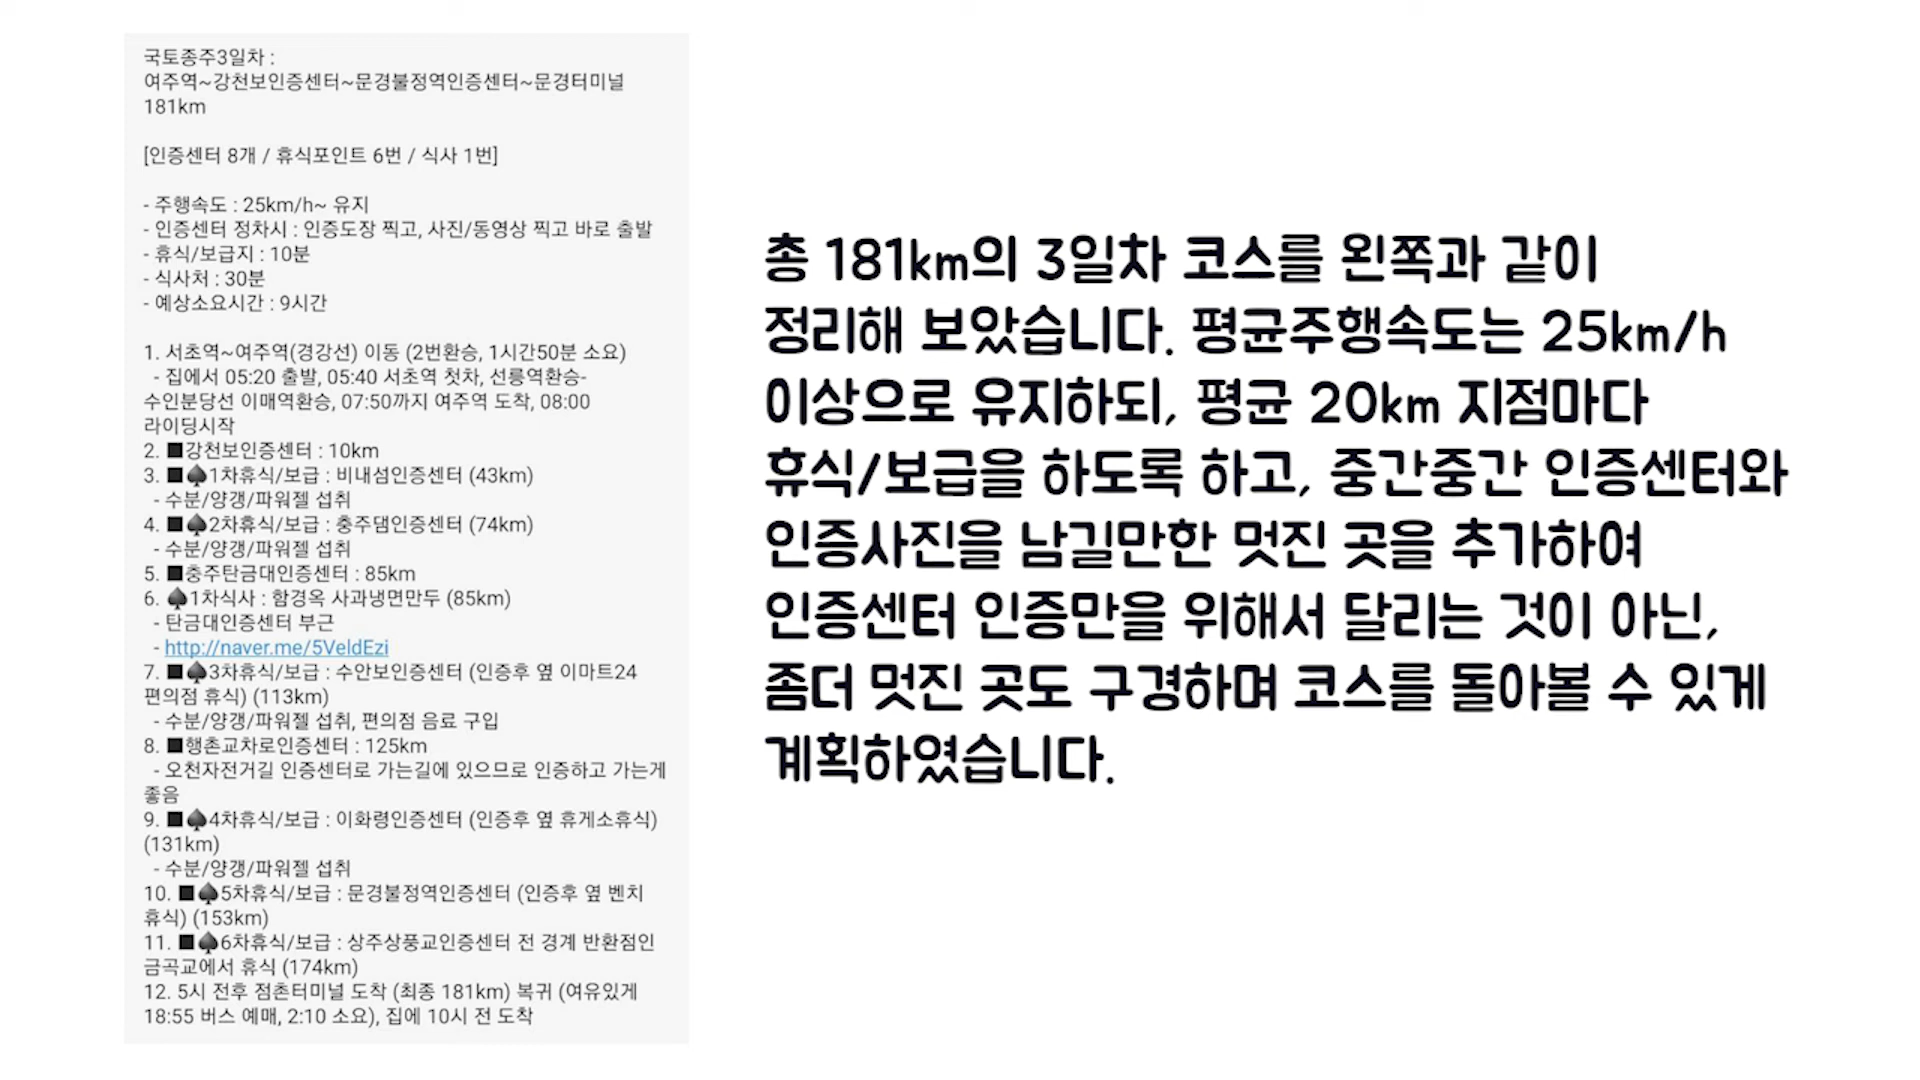 국토종주3일차 :
여주역~강천보인증센터~문경불정역인증센터~문경터미널
181km
[인증센터 8개 / 휴식포인트 6번 / 식사 1번]
- 주행속도 : 25km/h~ 유지
- 인증센터 정차시 : 인증도장 찍고, 사진/동영상 찍고 바로 출발
- 휴식/보급지 : 10분
- 식사처 : 30분
- 예상소요시간 : 9시간
1. 서초역~여주역(경강선) 이동 (2번환승, 1시간50분 소요)
- 집에서 05:20 출발, 05:40 서초역 첫차, 선릉역환승-
수인분당선 이매역환승, 07:50까지 여주역 도착, 08:00
라이딩시작
2. ■강천보인증센터 : 10km
3. ■♠1차휴식/보급 : 비내섬인증센터 (43km)
- 수분/양갱/파워젤 섭취
4. ■♠2차휴식/보급 : 충주댐인증센터 (74km)
- 수분/양갱/파워젤 섭취
5. ■충주탄금대인증센터 : 85km
6. ♠1차식사 : 함경옥 사과냉면만두 (85km)
- 탄금대인증센터 부근
- http://naver.me/5VeldEzi
7. ■♠3차휴식/보급 : 수안보인증센터 (인증후 옆 이마트24
편의점 휴식) (113km)
- 수분/양갱/파워젤 섭취, 편의점 음료 구입
8. ■행촌교차로인증센터 : 125km
- 오천자전거길 인증센터로 가는길에 있으므로 인증하고 가는게
좋음
9. ■♠4차휴식/보급 : 이화령인증센터 (인증후 옆 휴게소휴식)
(131km)
- 수분/양갱/파워젤 섭취
10. ■♠5차휴식/보급 : 문경불정역인증센터 (인증후 옆 벤치
휴식) (153km)
11. ■♠6차휴식/보급 : 상주상풍교인증센터 전 경계 반환점인
금곡교에서 휴식 (174km)
12. 5시 전후 점촌터미널 도착 (최종 181km) 복귀 (여유있게
18:55 버스 예매, 2:10 소요), 집에 10시 전 도착
총 181km의 3일차 코스를 왼쪽과 같이
정리해 보았습니다. 평균주행속도는 25km/h
이상으로 유지하되, 평균 20km 지점마다
휴식/보급을 하도록 하고, 중간중간 인증센터와
인증사진을 남길만한 멋진 곳을 추가하여
인증센터 인증만을 위해서 달리는 것이 아닌,
좀더 멋진 곳도 구경하며 코스를 돌아볼 수 있게
계획하였습니다.